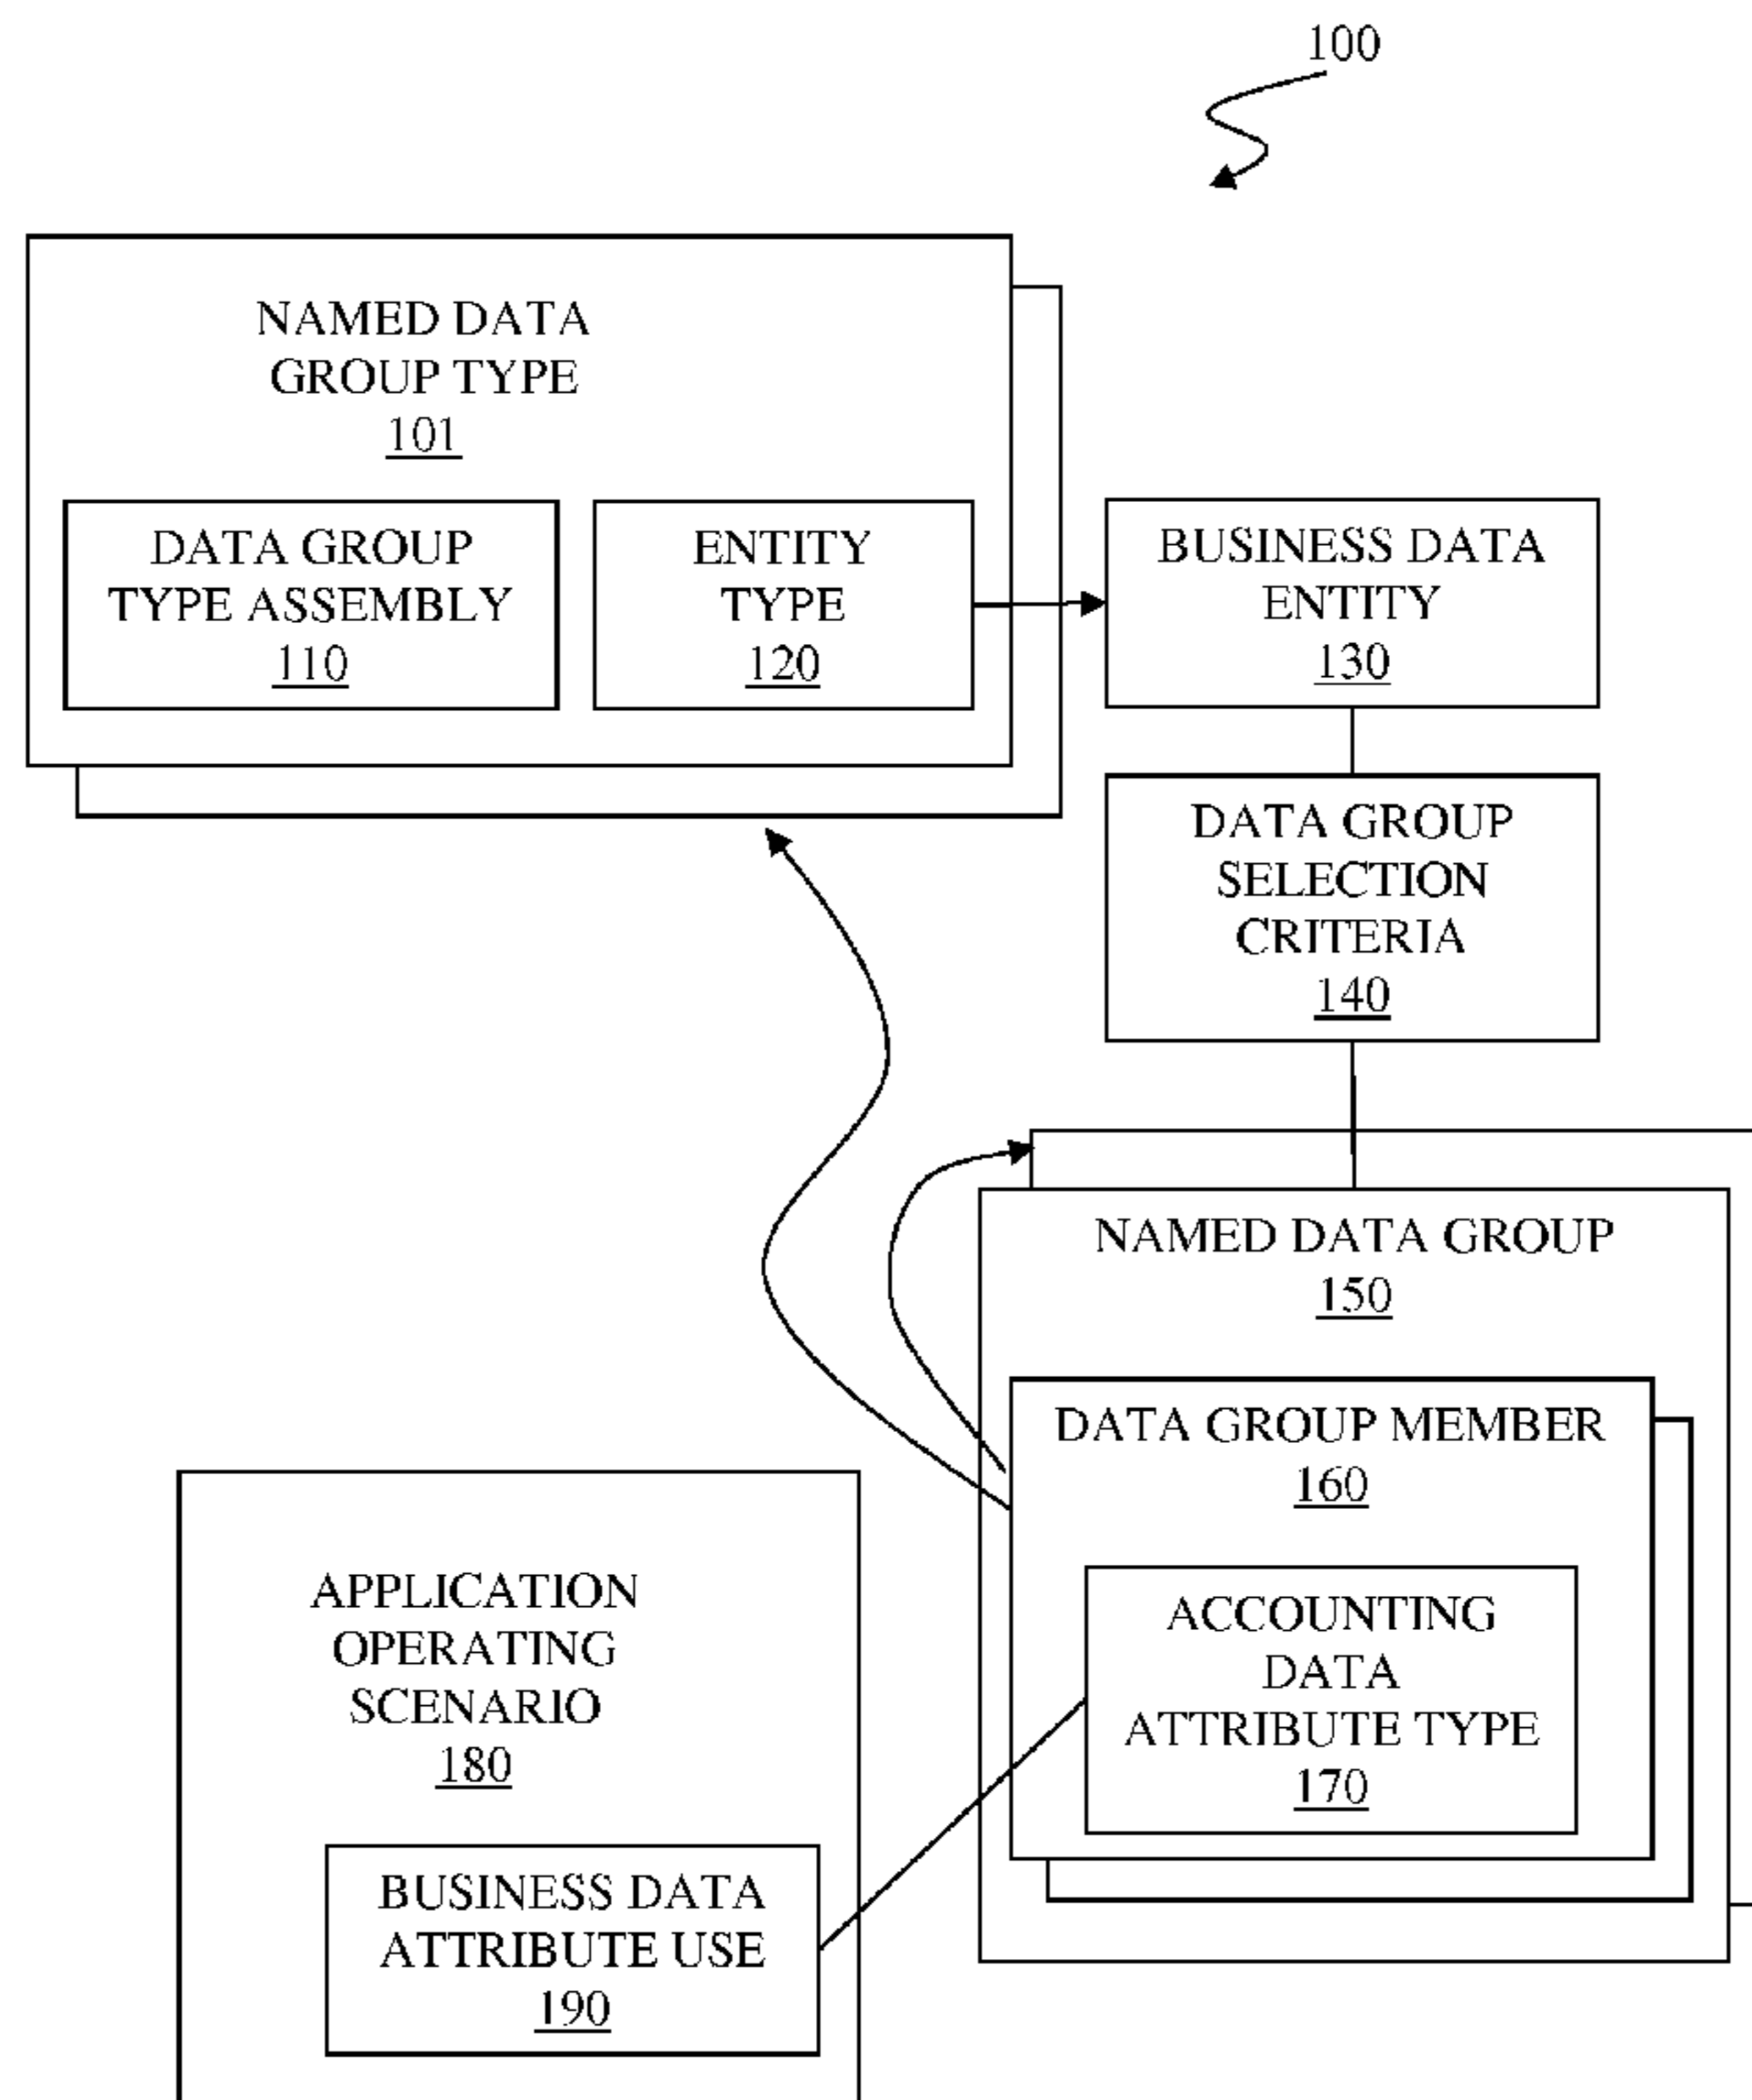 100
NAMED DATA
GROUP TYPE
101
DATA GROUP
TYPE ASSEMBLY
110
ENTITY
TYPE
120
BUSINESS DATA
ENTITY
130
DATA GROUP
SELECTION
CRITERIA
140
NAMED DATA GROUP
150
DATA GROUP MEMBER
160
ACCOUNTING
DATA
ATTRIBUTE TYPE
170
APPLICATION
OPERATING
SCENARIO
180
BUSINESS DATA
ATTRIBUTE USE
190